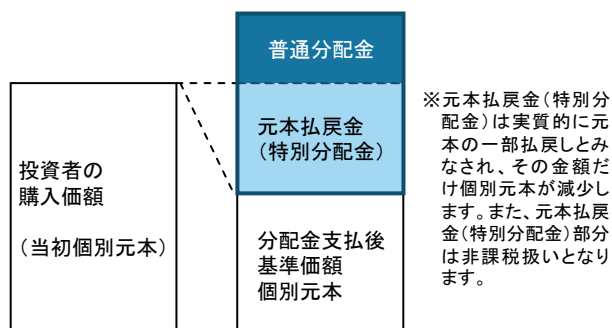 普通分配金
元本払戻金
（特別分配金）
投資者の
購入価額
（当初個別元本）
分配金支払後
基準価額
個別元本
※元本払戻金（特別分
配金）は実質的に元
本の一部払戻しとみ
なされ、その金額だ
け個別元本が減少し
ます。また、元本払戻
金（特別分配金）部分
は非課税扱いとなり
ます。